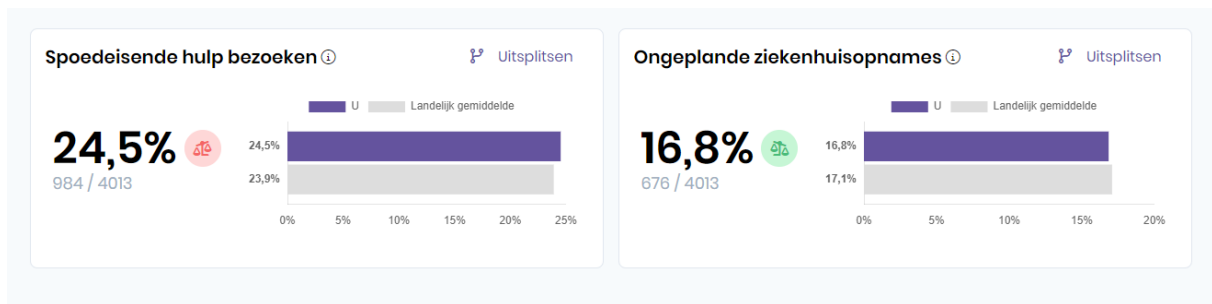 Spoedeisende hulp bezoeken
Uitsplitsen
U Landelijk gemiddelde
24,5%
984 / 4013
24,5%
23,9%
0% 5% 10% 15% 20% 25%
Ongeplande ziekenhuisopnames
Uitsplitsen
U Landelijk gemiddelde
16,8%
676 / 4013
16,8%
17,1%
0% 5% 10% 15% 20%